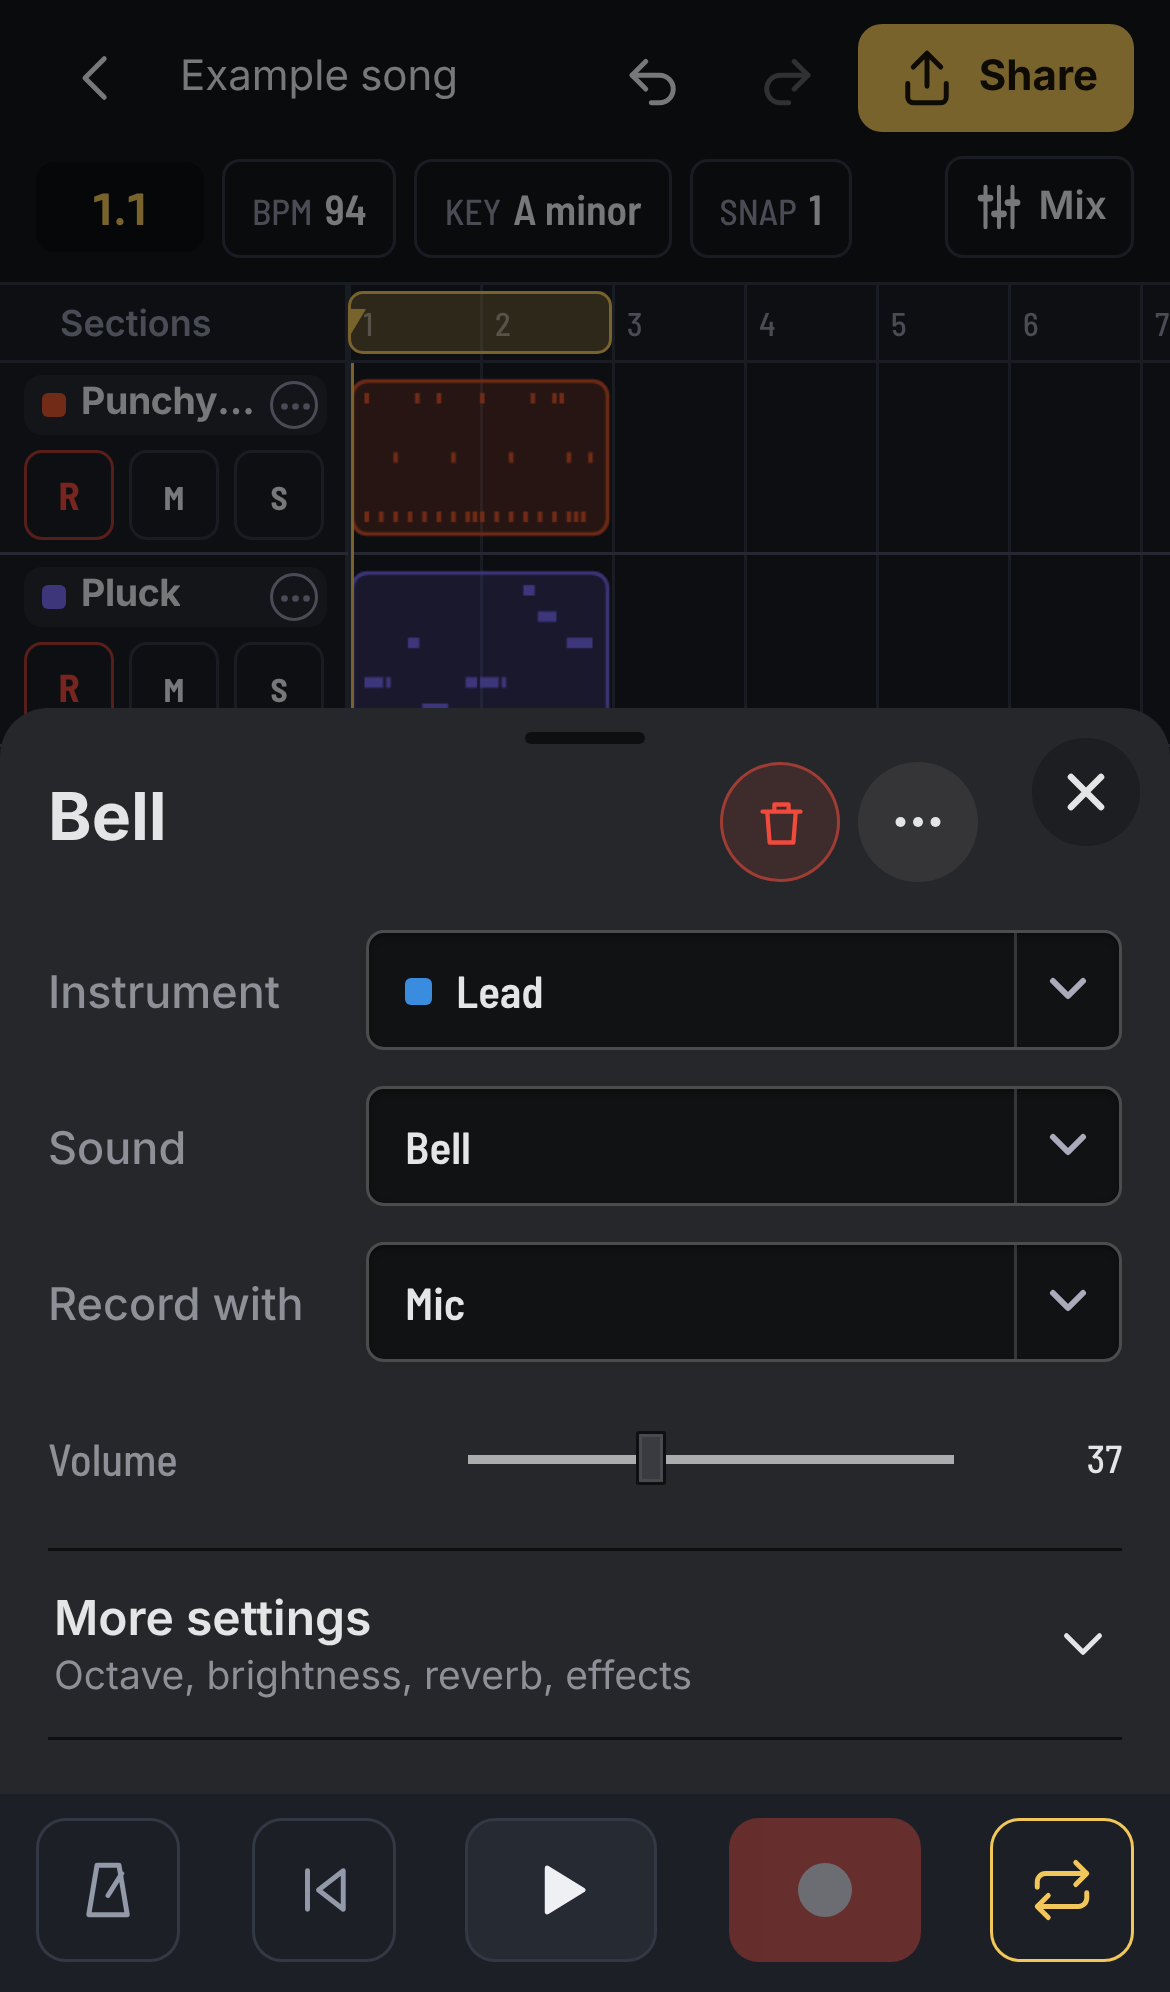 Example song
Share
1.1
BPM 94
KEY A minor
SNAP 1
Mix
Sections
1
2
3
4
5
6
7
Punchy...
R
M
S
Pluck
R
M
S
Bell
Instrument
Lead
Sound
Bell
Record with
Mic
Volume
37
More settings
Octave, brightness, reverb, effects